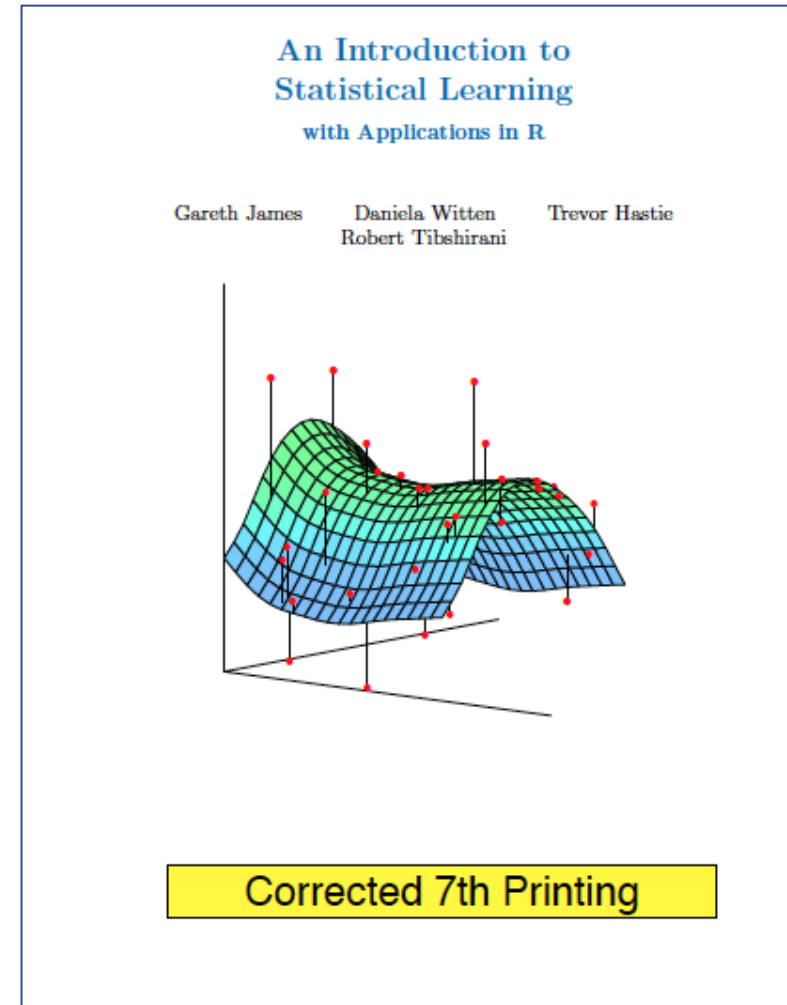 An Introduction to
Statistical Learning
with Applications in R
Gareth James Daniela Witten Trevor Hastie
Robert Tibshirani
Corrected 7th Printing